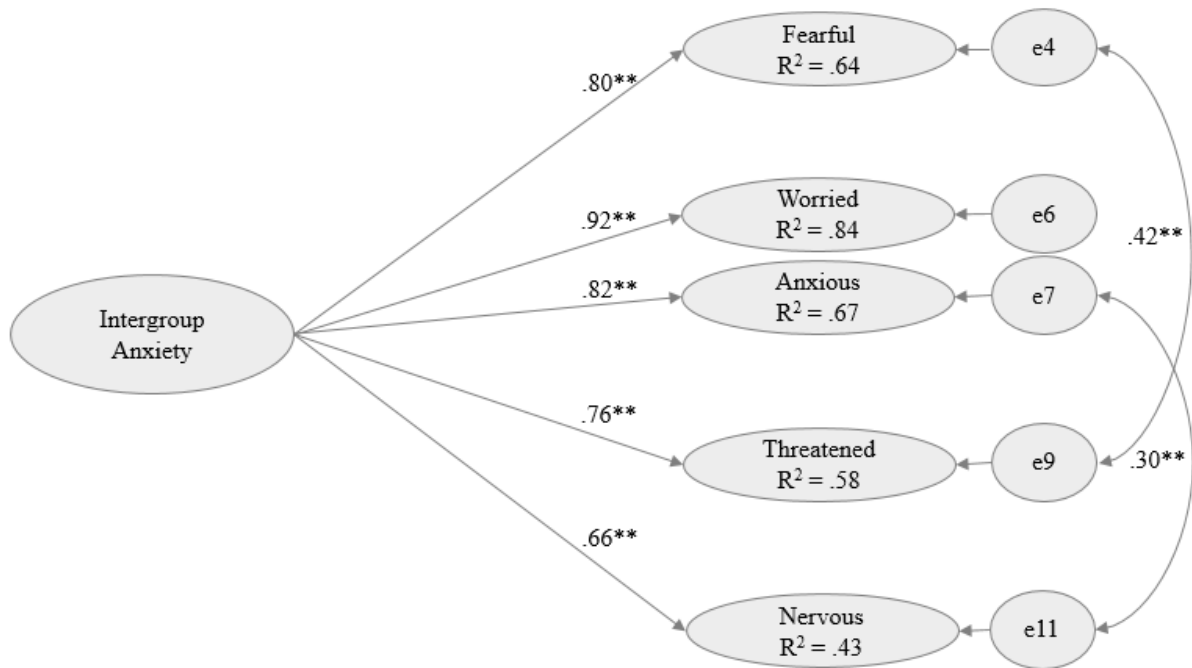 Fearful
R² = .64
e4
.80**
Worried
R² = .84
e6
.92**
.42**
Anxious
R² = .67
e7
.82**
Intergroup
Anxiety
.76**
Threatened
R² = .58
e9
.30**
.66**
Nervous
R² = .43
e11